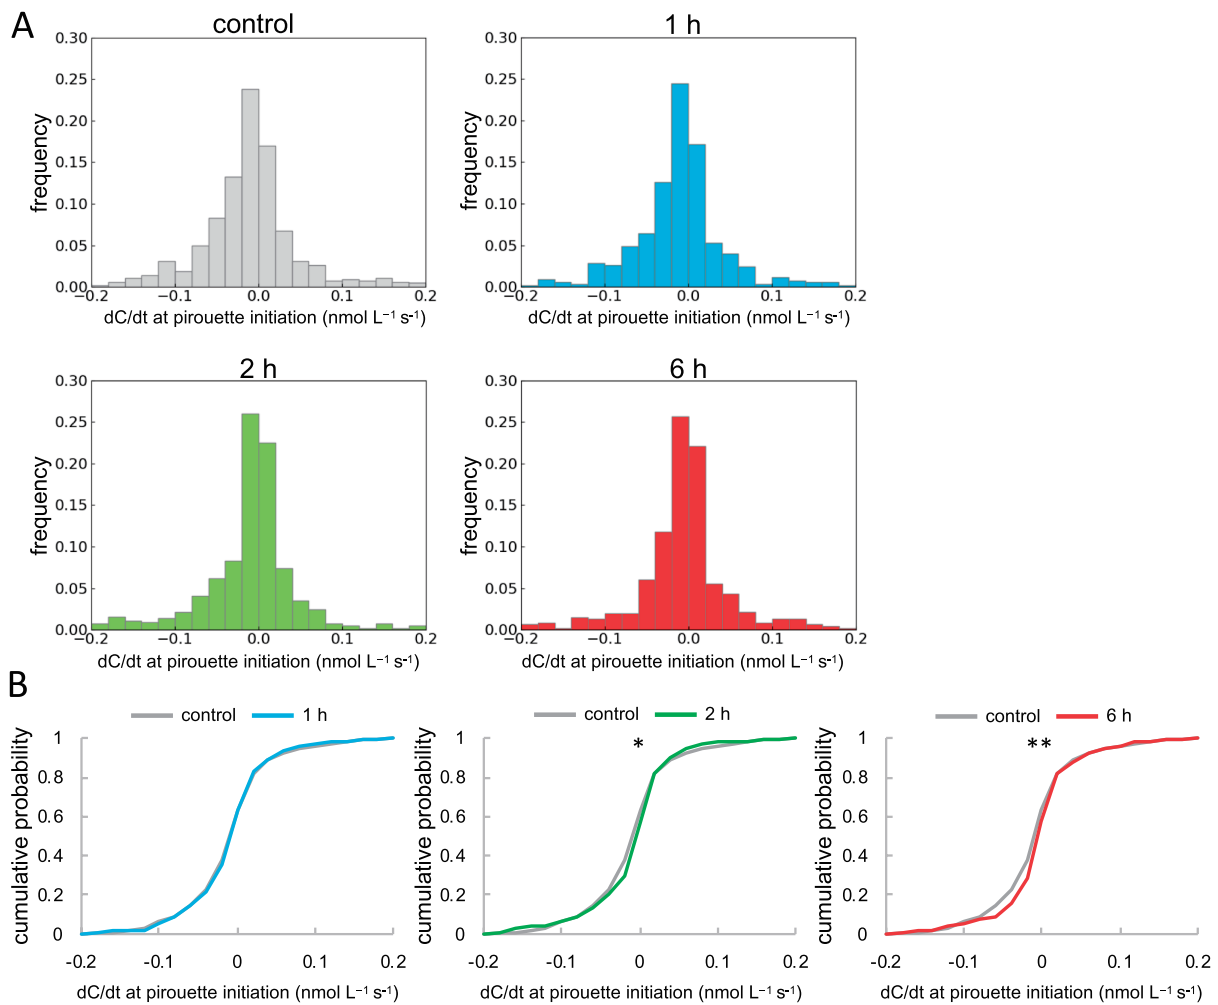 A
control
0.30
0.25
0.20
0.15
0.10
0.05
0.00
frequency
−0.2 −0.1 0.0 0.1 0.2
dC/dt at pirouette initiation (nmol L⁻¹ s⁻¹)
1 h
0.30
0.25
0.20
0.15
0.10
0.05
0.00
frequency
−0.2 −0.1 0.0 0.1 0.2
dC/dt at pirouette initiation (nmol L⁻¹ s⁻¹)
2 h
0.30
0.25
0.20
0.15
0.10
0.05
0.00
frequency
−0.2 −0.1 0.0 0.1 0.2
dC/dt at pirouette initiation (nmol L⁻¹ s⁻¹)
6 h
0.30
0.25
0.20
0.15
0.10
0.05
0.00
frequency
−0.2 −0.1 0.0 0.1 0.2
dC/dt at pirouette initiation (nmol L⁻¹ s⁻¹)
B
control 1 h
1
0.8
0.6
0.4
0.2
0
cumulative probability
-0.2 -0.1 0 0.1 0.2
dC/dt at pirouette initiation (nmol L⁻¹ s⁻¹)
control 2 h
*
1
0.8
0.6
0.4
0.2
0
cumulative probability
-0.2 -0.1 0 0.1 0.2
dC/dt at pirouette initiation (nmol L⁻¹ s⁻¹)
control 6 h
**
1
0.8
0.6
0.4
0.2
0
cumulative probability
-0.2 -0.1 0 0.1 0.2
dC/dt at pirouette initiation (nmol L⁻¹ s⁻¹)